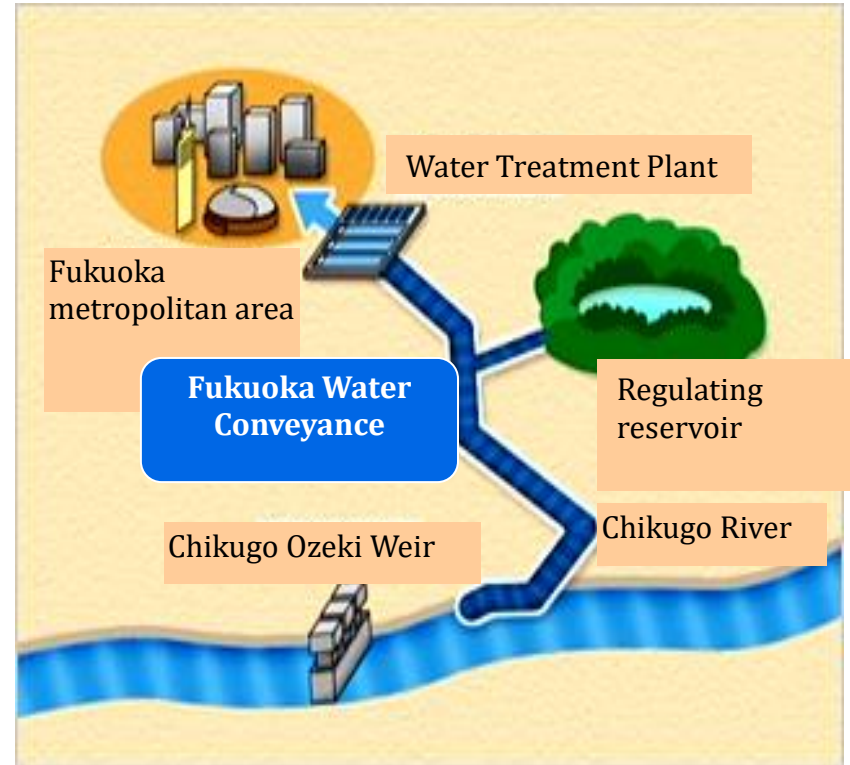 Water Treatment Plant
Fukuoka
metropolitan area
Fukuoka Water
Conveyance
Regulating
reservoir
Chikugo River
Chikugo Ozeki Weir